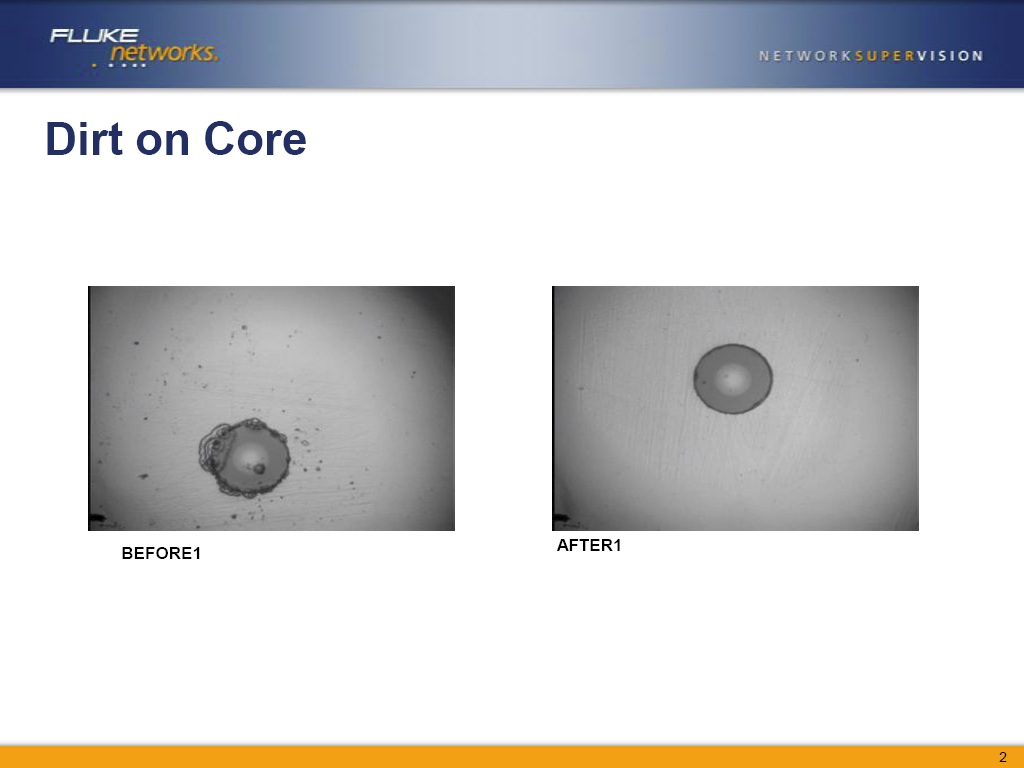 FLUKE
networks.
NETWORKSUPERVISION
Dirt on Core
BEFORE1
AFTER1
2